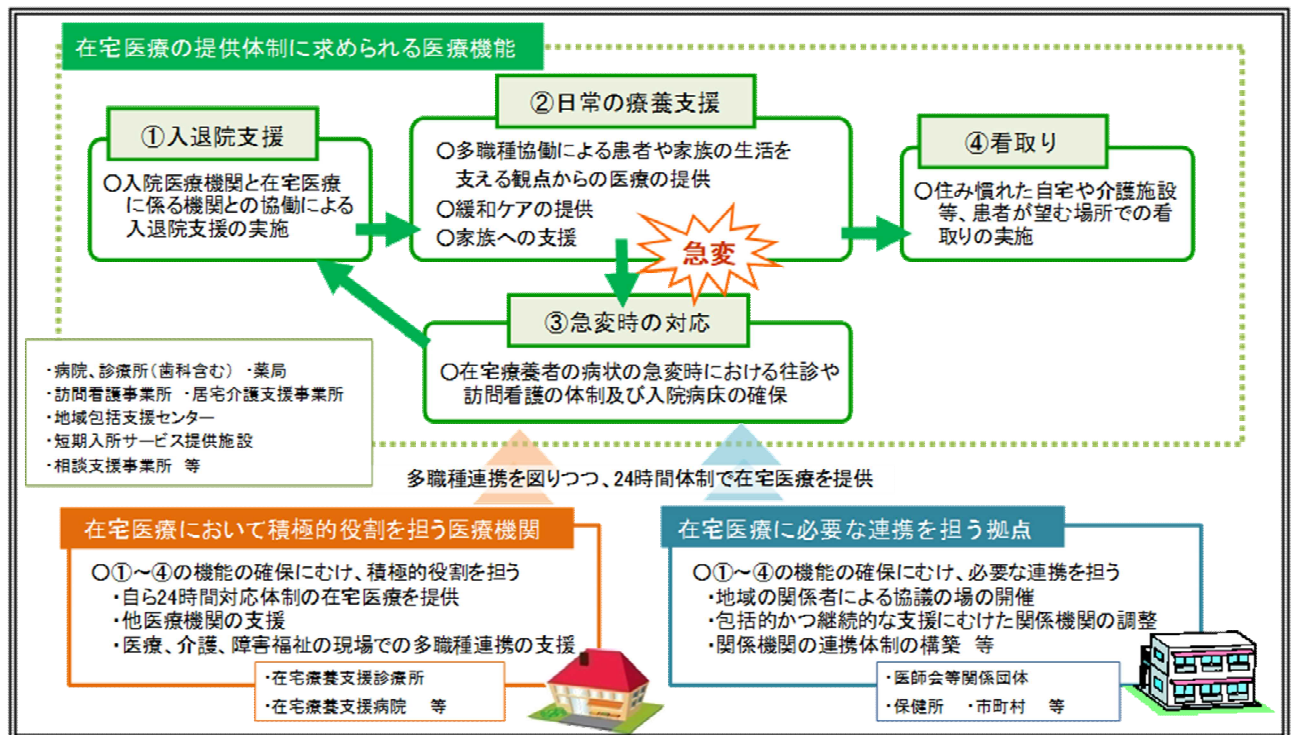 在宅医療の提供体制に求められる医療機能
①入退院支援
○入院医療機関と在宅医療
に係る機関との協働による
入退院支援の実施
②日常の療養支援
○多職種協働による患者や家族の生活を
支える観点からの医療の提供
○緩和ケアの提供
○家族への支援
急変
④看取り
○住み慣れた自宅や介護施設
等、患者が望む場所での看
取りの実施
③急変時の対応
○在宅療養者の病状の急変時における往診や
訪問看護の体制及び入院病床の確保
・病院、診療所(歯科含む) ・薬局
・訪問看護事業所 ・居宅介護支援事業所
・地域包括支援センター
・短期入所サービス提供施設
・相談支援事業所 等
多職種連携を図りつつ、24時間体制で在宅医療を提供
在宅医療において積極的役割を担う医療機関
○①~④の機能の確保にむけ、積極的役割を担う
・自ら24時間対応体制の在宅医療を提供
・他医療機関の支援
・医療、介護、障害福祉の現場での多職種連携の支援
・在宅療養支援診療所
・在宅療養支援病院 等
在宅医療に必要な連携を担う拠点
○①~④の機能の確保にむけ、必要な連携を担う
・地域の関係者による協議の場の開催
・包括的かつ継続的な支援にむけた関係機関の調整
・関係機関の連携体制の構築 等
・医師会等関係団体
・保健所 ・市町村 等